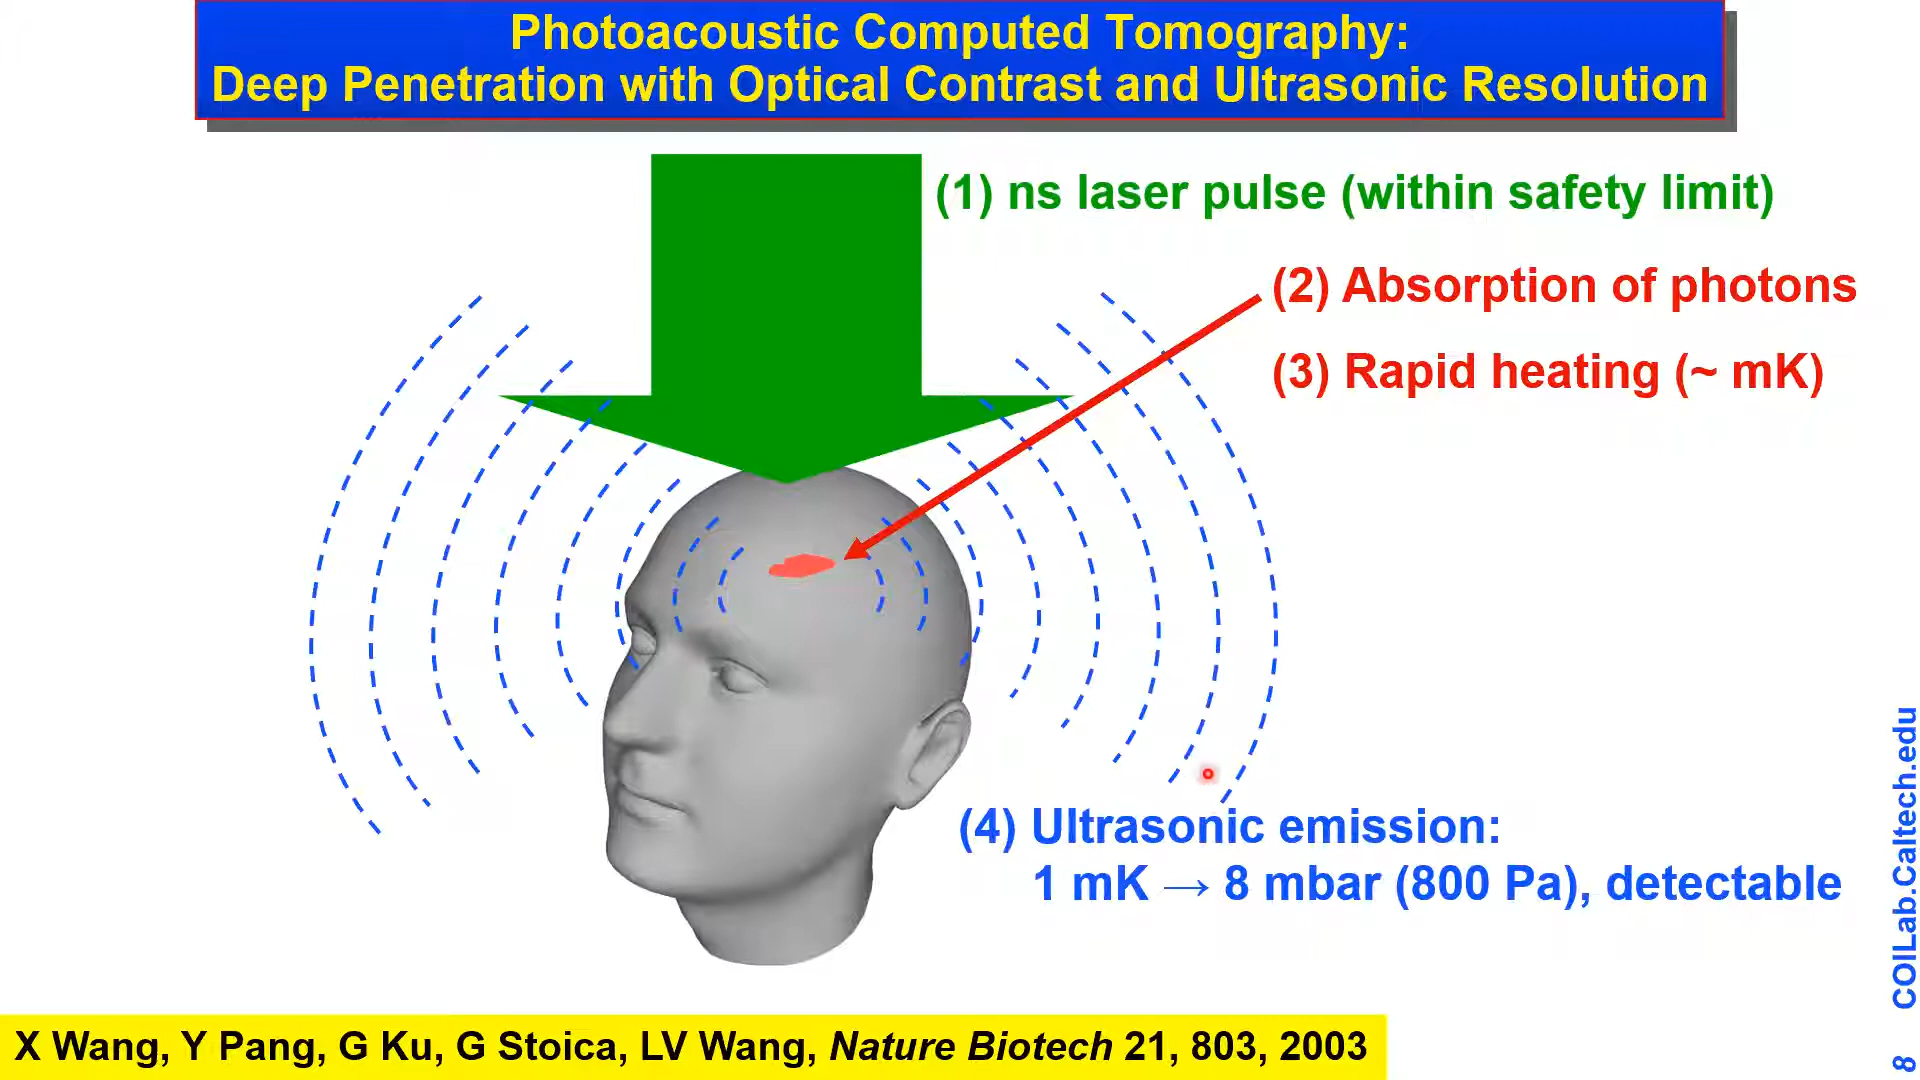 Photoacoustic Computed Tomography:
Deep Penetration with Optical Contrast and Ultrasonic Resolution
(1) ns laser pulse (within safety limit)
(2) Absorption of photons
(3) Rapid heating (~ mK)
(4) Ultrasonic emission:
1 mK → 8 mbar (800 Pa), detectable
X Wang, Y Pang, G Ku, G Stoica, LV Wang, Nature Biotech 21, 803, 2003
8 COILab.Caltech.edu